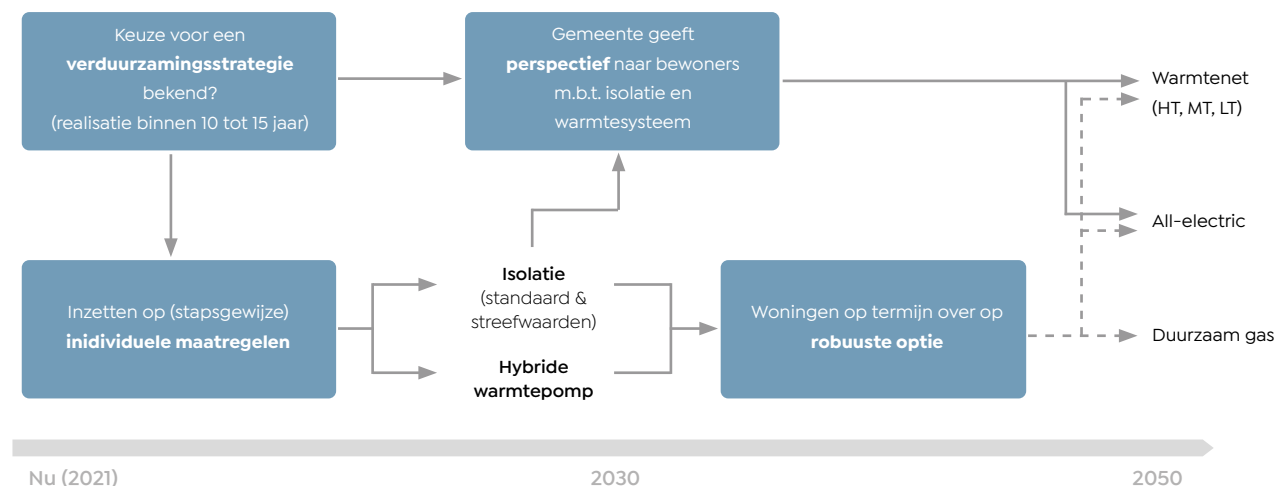 Keuze voor een
verduurzamingsstrategie
bekend?
(realisatie binnen 10 tot 15 jaar)
Gemeente geeft
perspectief naar bewoners
m.b.t. isolatie en
warmtesysteem
Warmtenet
(HT, MT, LT)
All-electric
Inzetten op (stapsgewijze)
inidividuele maatregelen
Isolatie
(standaard &
streefwaarden)
Hybride
warmtepomp
Woningen op termijn over op
robuuste optie
Duurzaam gas
Nu (2021)
2030
2050